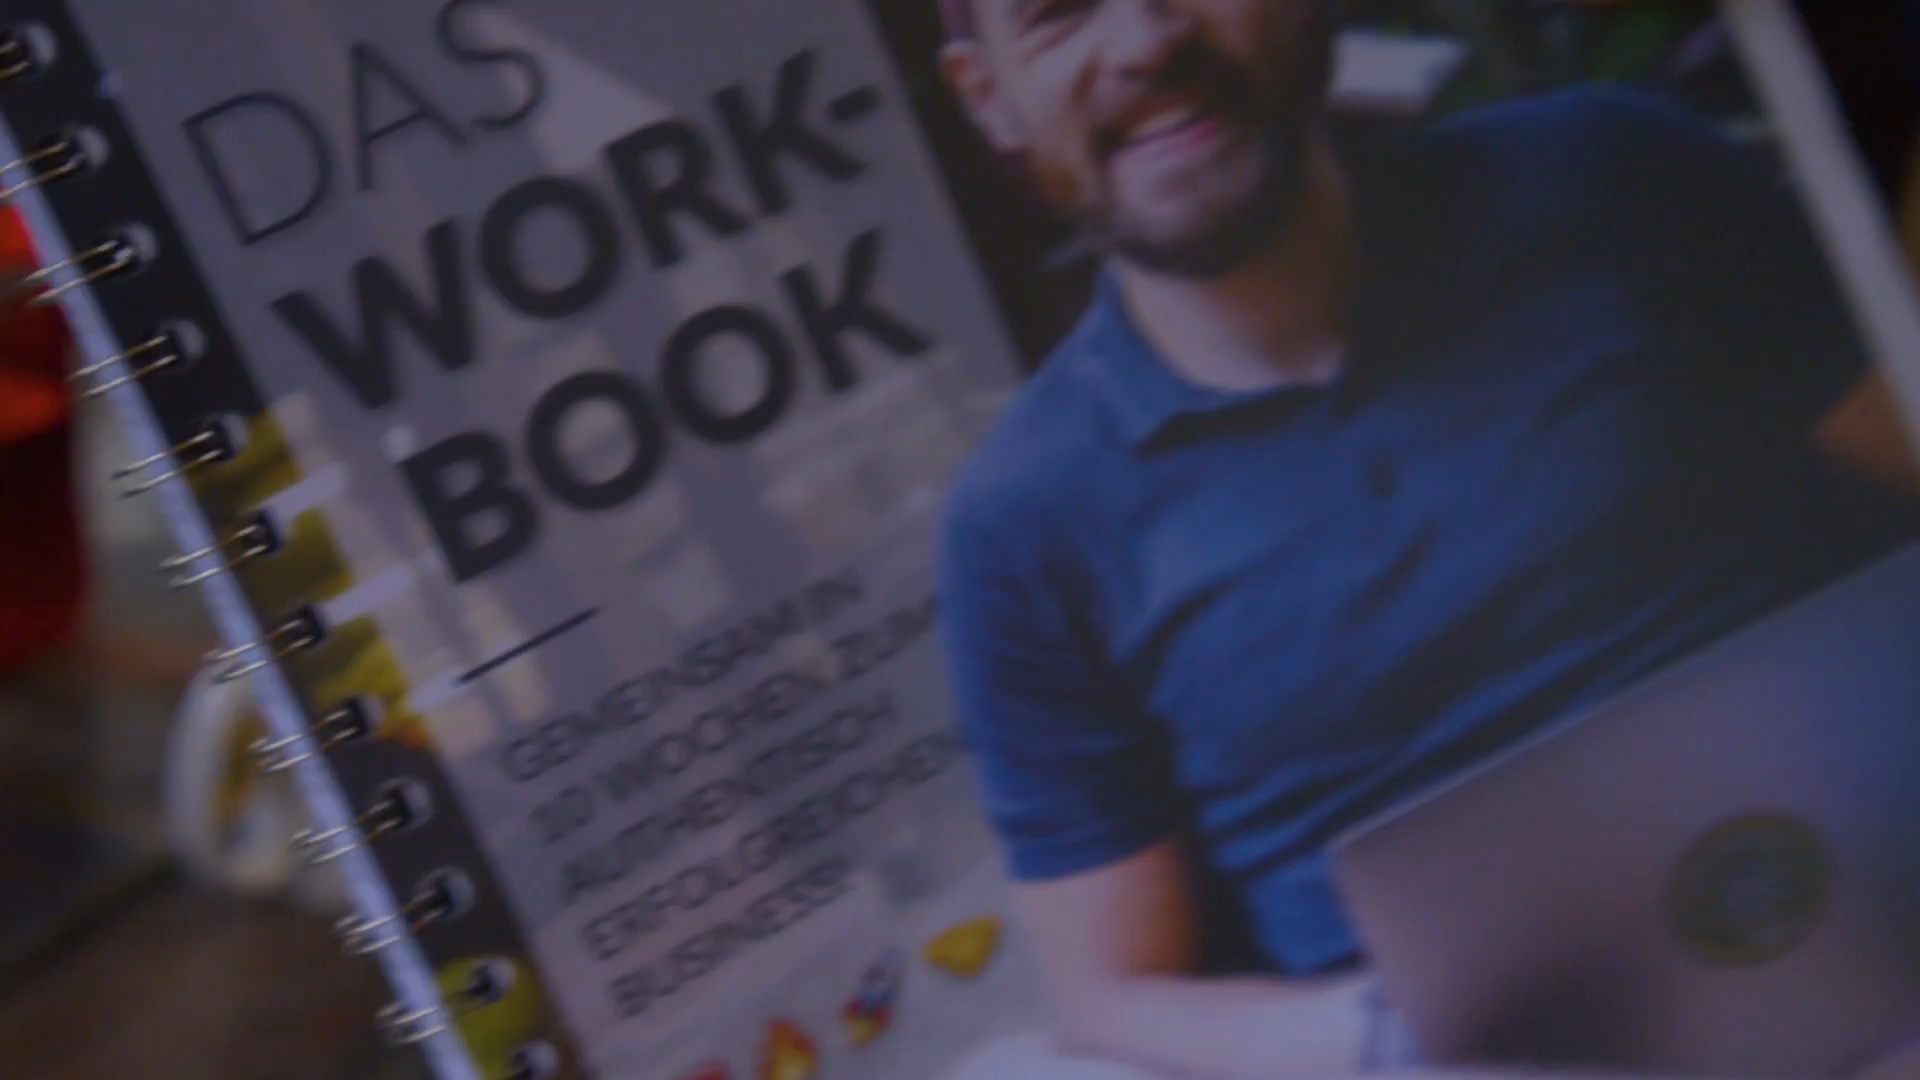 DAS
WORK-
BOOK
GEMEINSAM IN
10 WOCHEN ZUM
AUTHENTISCH
ERFOLGREICHEN
BUSINESS!